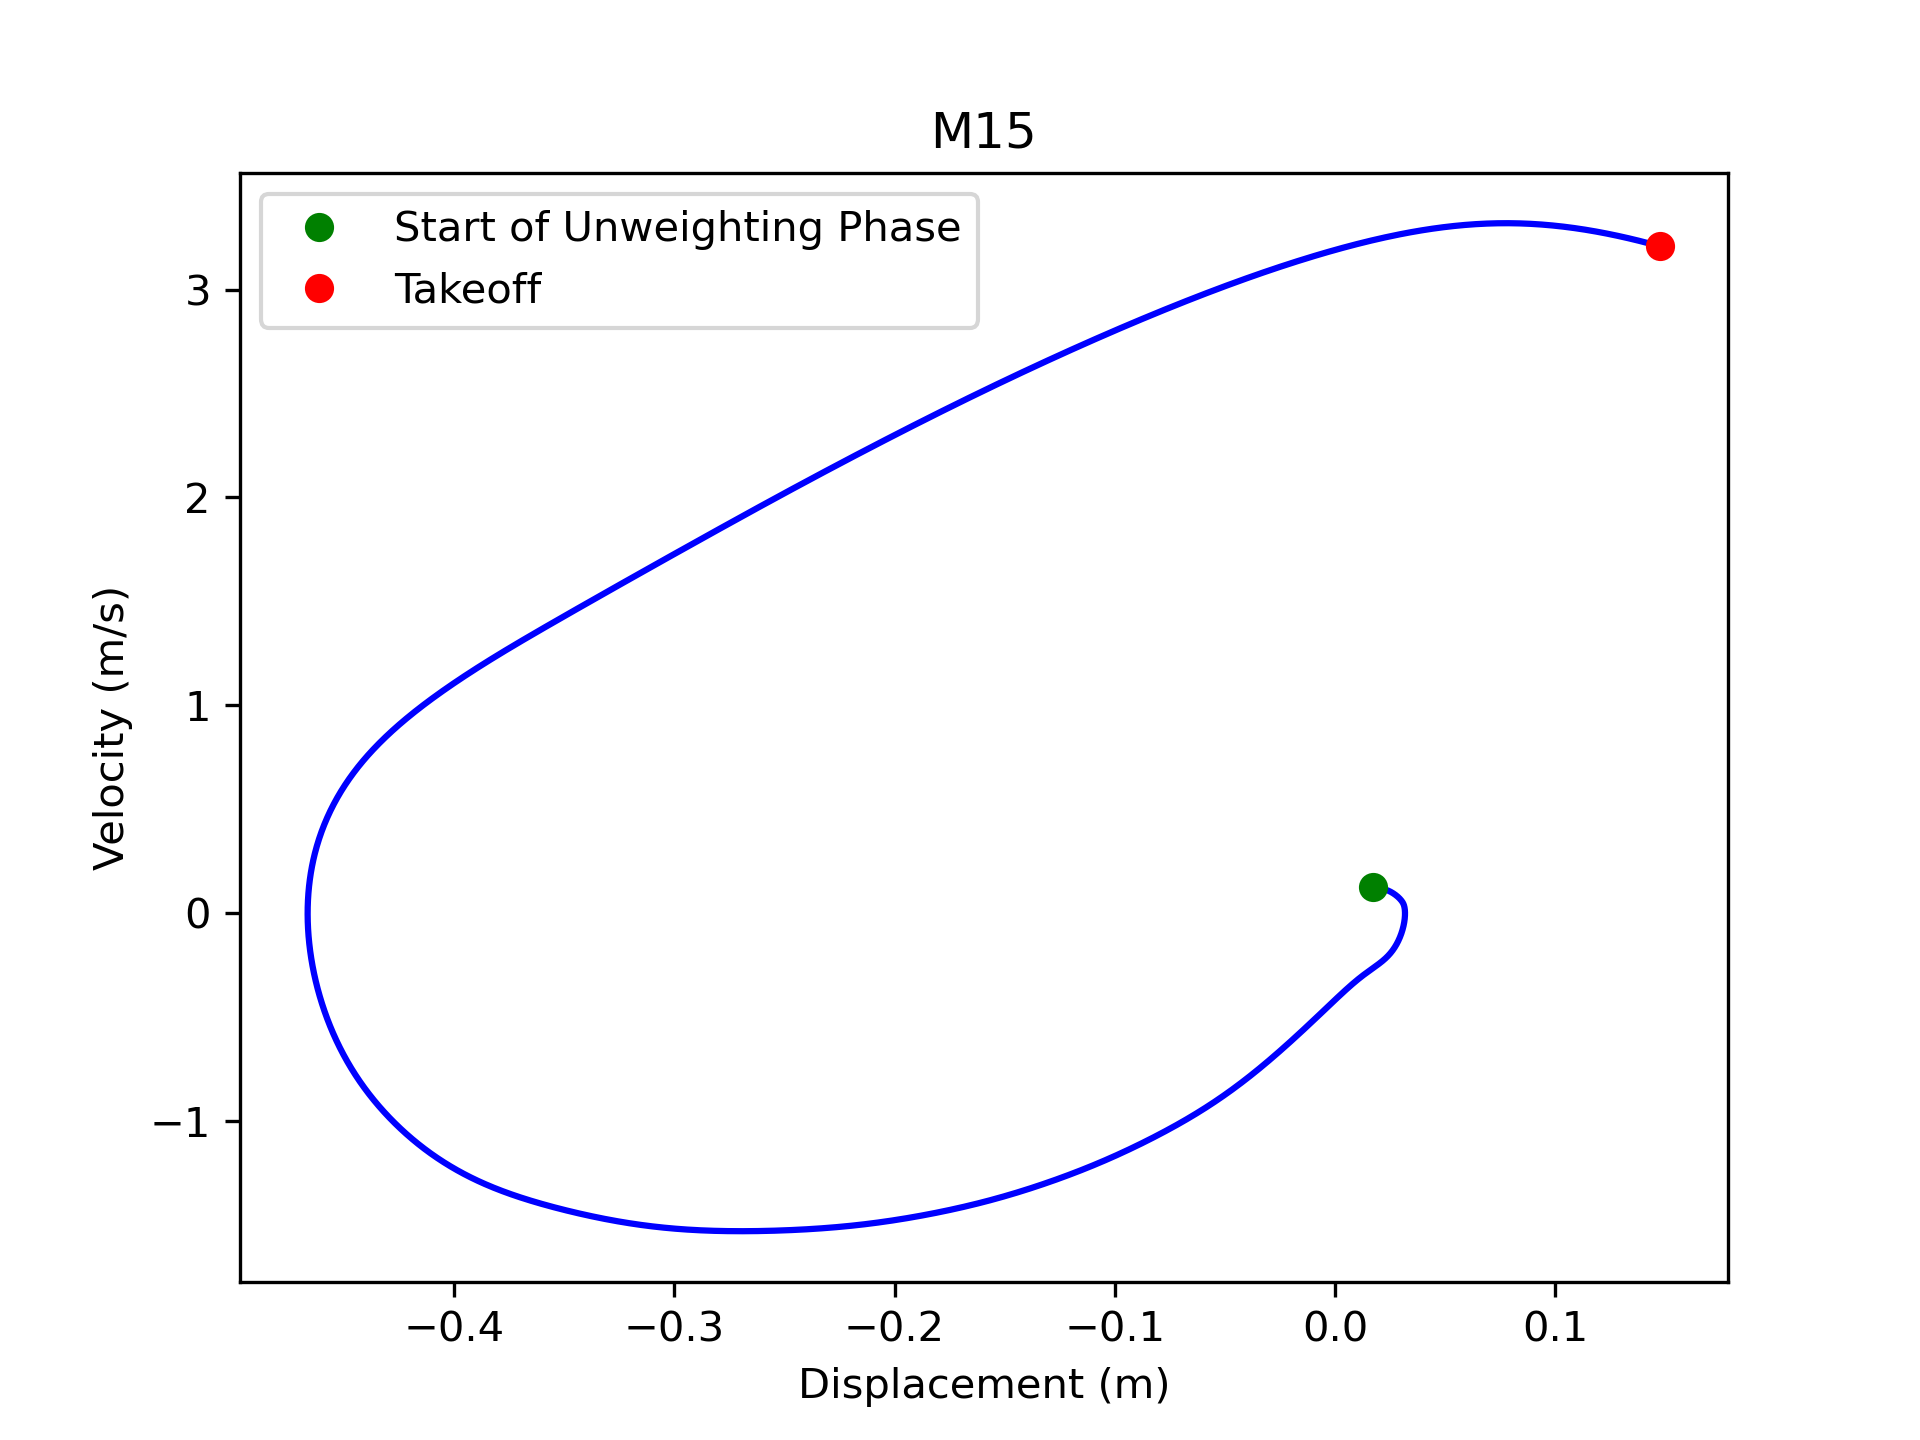 M15
Start of Unweighting Phase
Takeoff
3
2
1
0
−1
Velocity (m/s)
−0.4 −0.3 −0.2 −0.1 0.0 0.1
Displacement (m)